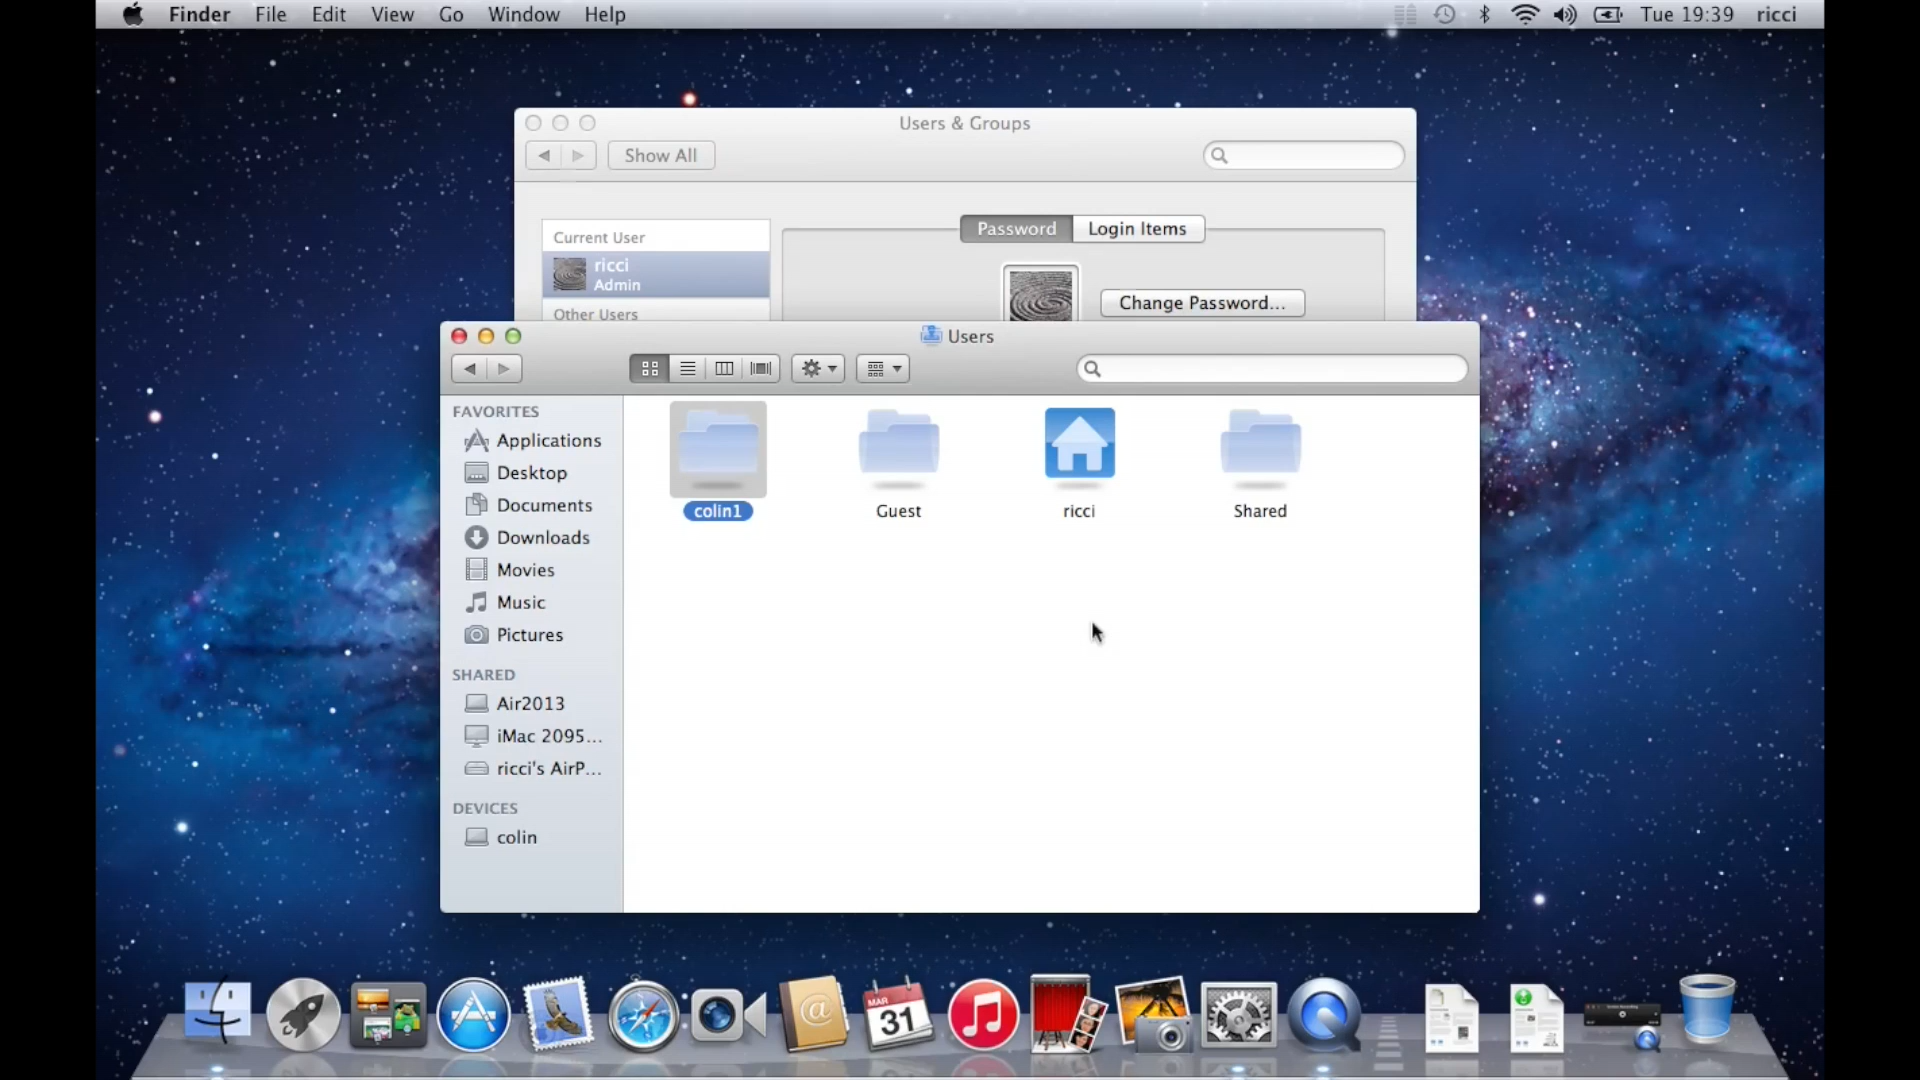 Finder File Edit View Go Window Help Tue 19:39 ricci
Users & Groups
Show All
Current User
ricci
Admin
Other Users
Password Login Items
Change Password...
Users
FAVORITES
Applications
Desktop
Documents
Downloads
Movies
Music
Pictures
SHARED
Air2013
iMac 2095...
ricci's AirP...
DEVICES
colin
colin1 Guest ricci Shared
MAR
31